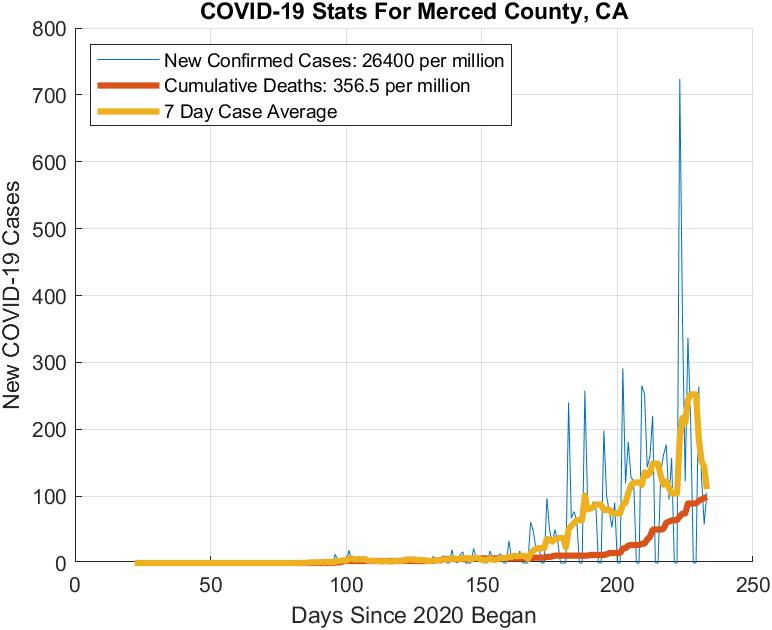 COVID-19 Stats For Merced County, CA
New Confirmed Cases: 26400 per million
Cumulative Deaths: 356.5 per million
7 Day Case Average
New COVID-19 Cases
800
700
600
500
400
300
200
100
0
0 50 100 150 200 250
Days Since 2020 Began